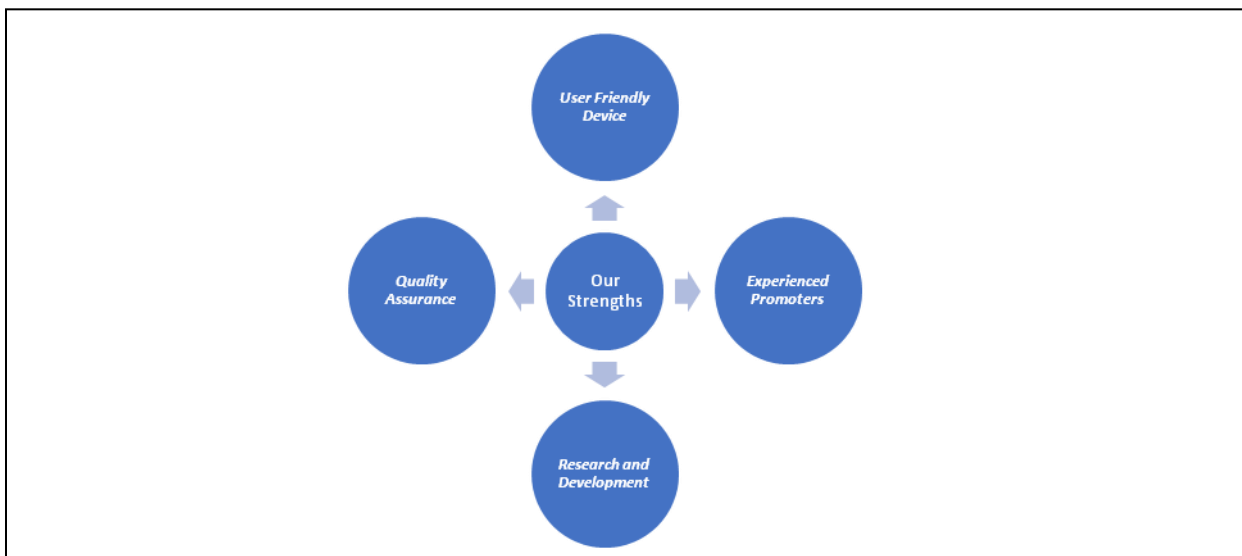 User Friendly
Device
Quality
Assurance
Our
Strengths
Experienced
Promoters
Research and
Development